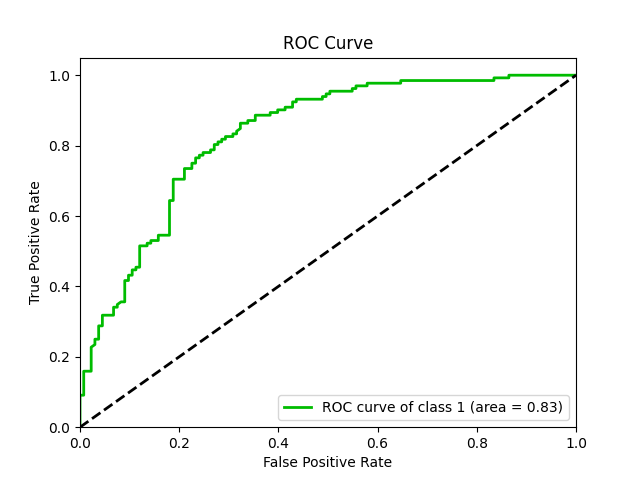 ROC Curve
1.0
0.8
0.6
0.4
0.2
0.0
True Positive Rate
ROC curve of class 1 (area = 0.83)
0.0 0.2 0.4 0.6 0.8 1.0
False Positive Rate